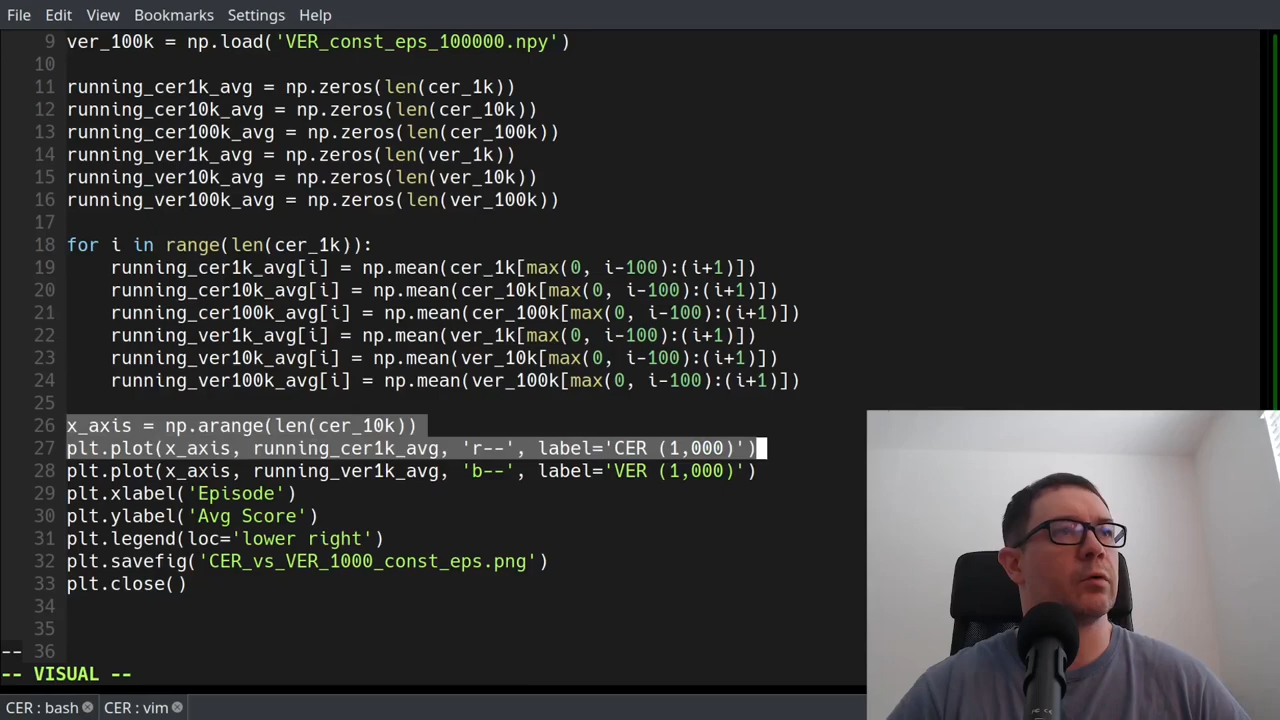 File Edit View Bookmarks Settings Help
9 ver_100k = np.load('VER_const_eps_100000.npy')
10
11 running_cer1k_avg = np.zeros(len(cer_1k))
12 running_cer10k_avg = np.zeros(len(cer_10k))
13 running_cer100k_avg = np.zeros(len(cer_100k))
14 running_ver1k_avg = np.zeros(len(ver_1k))
15 running_ver10k_avg = np.zeros(len(ver_10k))
16 running_ver100k_avg = np.zeros(len(ver_100k))
17
18 for i in range(len(cer_1k)):
19     running_cer1k_avg[i] = np.mean(cer_1k[max(0, i-100):(i+1)])
20     running_cer10k_avg[i] = np.mean(cer_10k[max(0, i-100):(i+1)])
21     running_cer100k_avg[i] = np.mean(cer_100k[max(0, i-100):(i+1)])
22     running_ver1k_avg[i] = np.mean(ver_1k[max(0, i-100):(i+1)])
23     running_ver10k_avg[i] = np.mean(ver_10k[max(0, i-100):(i+1)])
24     running_ver100k_avg[i] = np.mean(ver_100k[max(0, i-100):(i+1)])
25
26 x_axis = np.arange(len(cer_10k))
27 plt.plot(x_axis, running_cer1k_avg, 'r--', label='CER (1,000)')
28 plt.plot(x_axis, running_ver1k_avg, 'b--', label='VER (1,000)')
29 plt.xlabel('Episode')
30 plt.ylabel('Avg Score')
31 plt.legend(loc='lower right')
32 plt.savefig('CER_vs_VER_1000_const_eps.png')
33 plt.close()
34
35
-- 36
-- VISUAL --
CER : bash CER : vim